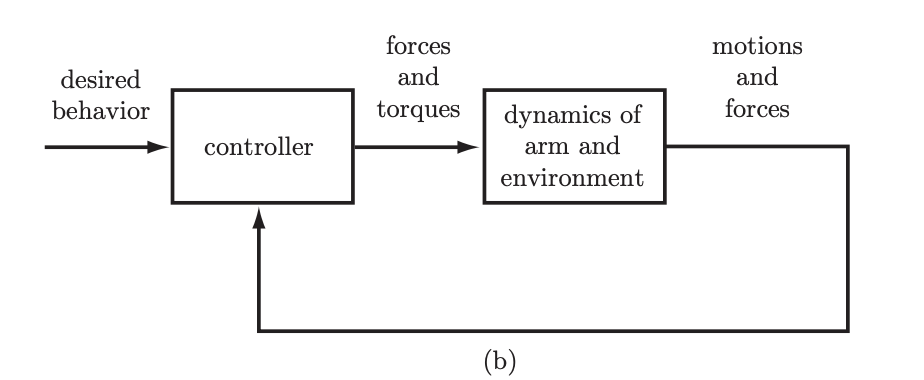 desired
behavior
controller
forces
and
torques
dynamics of
arm and
environment
motions
and
forces
(b)